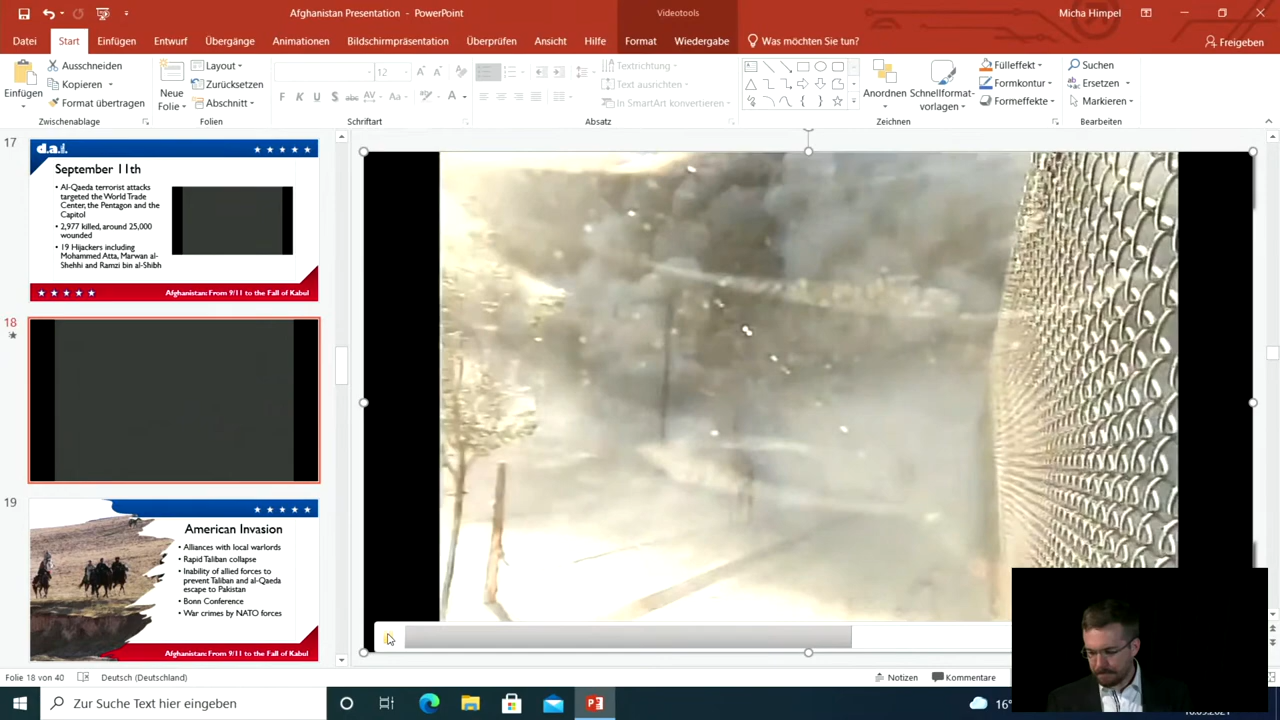 Afghanistan Presentation - PowerPoint
Videotools
Micha Himpel
Datei Start Einfügen Entwurf Übergänge Animationen Bildschirmpräsentation Überprüfen Ansicht Hilfe Format Wiedergabe Was möchten Sie tun? Freigeben
Einfügen
Ausschneiden
Kopieren
Format übertragen
Zwischenablage
Neue
Folie
Layout
Zurücksetzen
Abschnitt
Folien
12
F K U S abc AV Aa A
Schriftart
Textrichtung
Text ausrichten
In SmartArt konvertieren
Absatz
Anordnen
Schnellformat-
vorlagen
Fülleffekt
Formkontur
Formeffekte
Zeichnen
Suchen
Ersetzen
Markieren
Bearbeiten
17
d.a.i.
September 11th
• Al-Qaeda terrorist attacks
targeted the World Trade
Center, the Pentagon and the
Capitol
• 2,977 killed, around 25,000
wounded
• 19 Hijackers including
Mohammed Atta, Marwan al-
Shehhi and Ramzi bin al-Shibh
Afghanistan: From 9/11 to the Fall of Kabul
18
19
American Invasion
• Alliances with local warlords
• Rapid Taliban collapse
• Inability of allied forces to
prevent Taliban and al-Qaeda
escape to Pakistan
• Bonn Conference
• War crimes by NATO forces
Afghanistan: From 9/11 to the Fall of Kabul
Folie 18 von 40 Deutsch (Deutschland) Notizen Kommentare
Zur Suche Text hier eingeben
16°